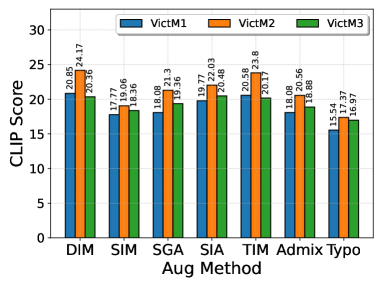 VictM1 VictM2 VictM3
CLIP Score
30
25
20
15
10
5
0
20.85 24.17 20.36
17.77 19.06 18.36
18.08 21.3 19.36
19.77 22.03 20.48
20.58 23.8 20.17
18.08 20.56 18.88
15.54 17.37 16.97
DIM SIM SGA SIA TIM Admix Typo
Aug Method